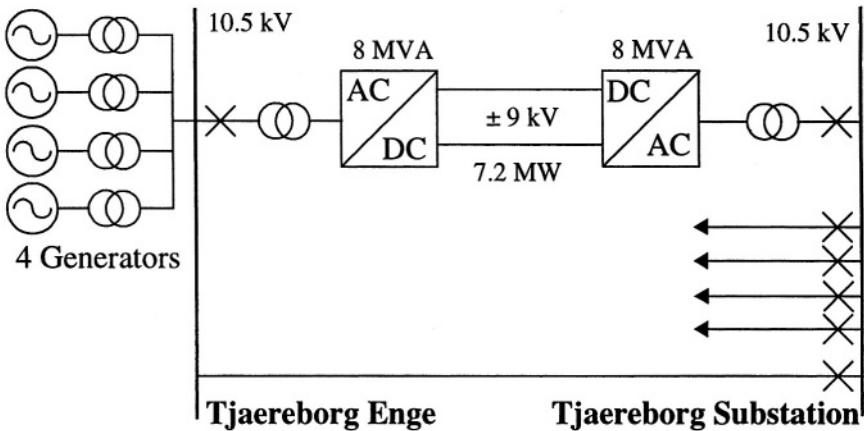 10.5 kV
10.5 kV
8 MVA
8 MVA
AC
DC
± 9 kV
DC
AC
7.2 MW
4 Generators
Tjaereborg Enge
Tjaereborg Substation